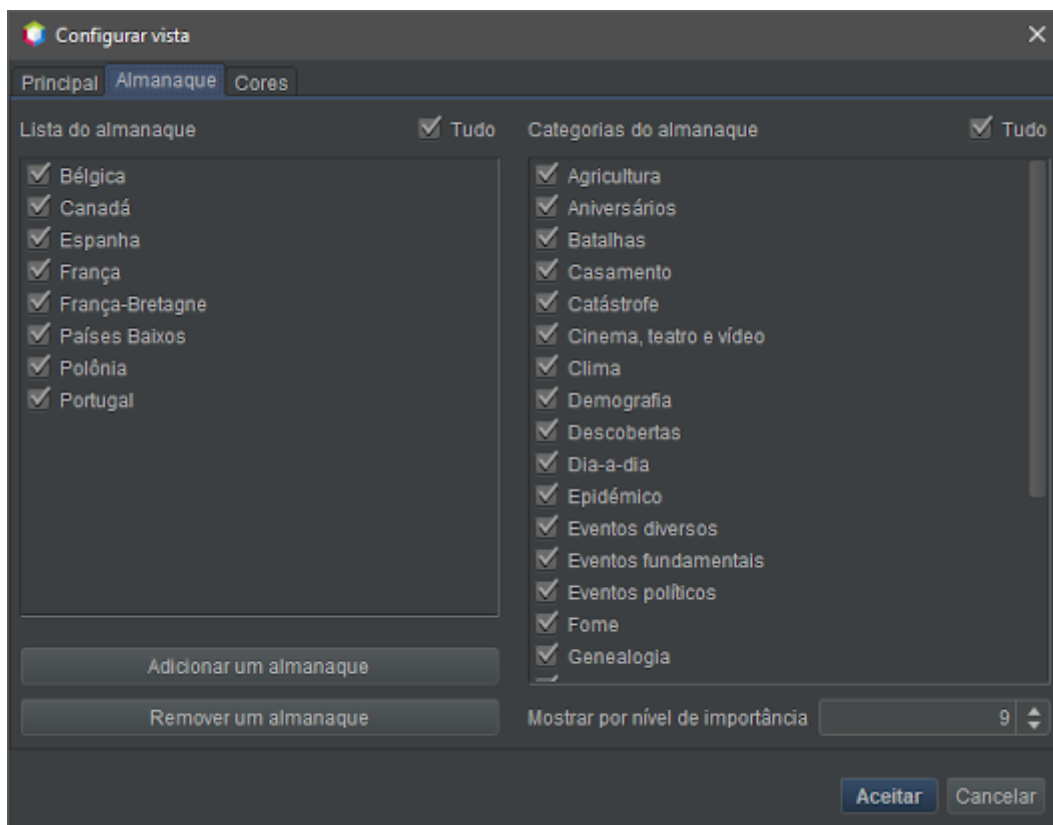 Configurar vista
Principal Almanaque Cores
Lista do almanaque Tudo
Bélgica
Canadá
Espanha
França
França-Bretagne
Países Baixos
Polônia
Portugal
Adicionar um almanaque
Remover um almanaque
Categorias do almanaque Tudo
Agricultura
Aniversários
Batalhas
Casamento
Catástrofe
Cinema, teatro e vídeo
Clima
Demografia
Descobertas
Dia-a-dia
Epidémico
Eventos diversos
Eventos fundamentais
Eventos políticos
Fome
Genealogia
Mostrar por nível de importância 9
Aceitar Cancelar